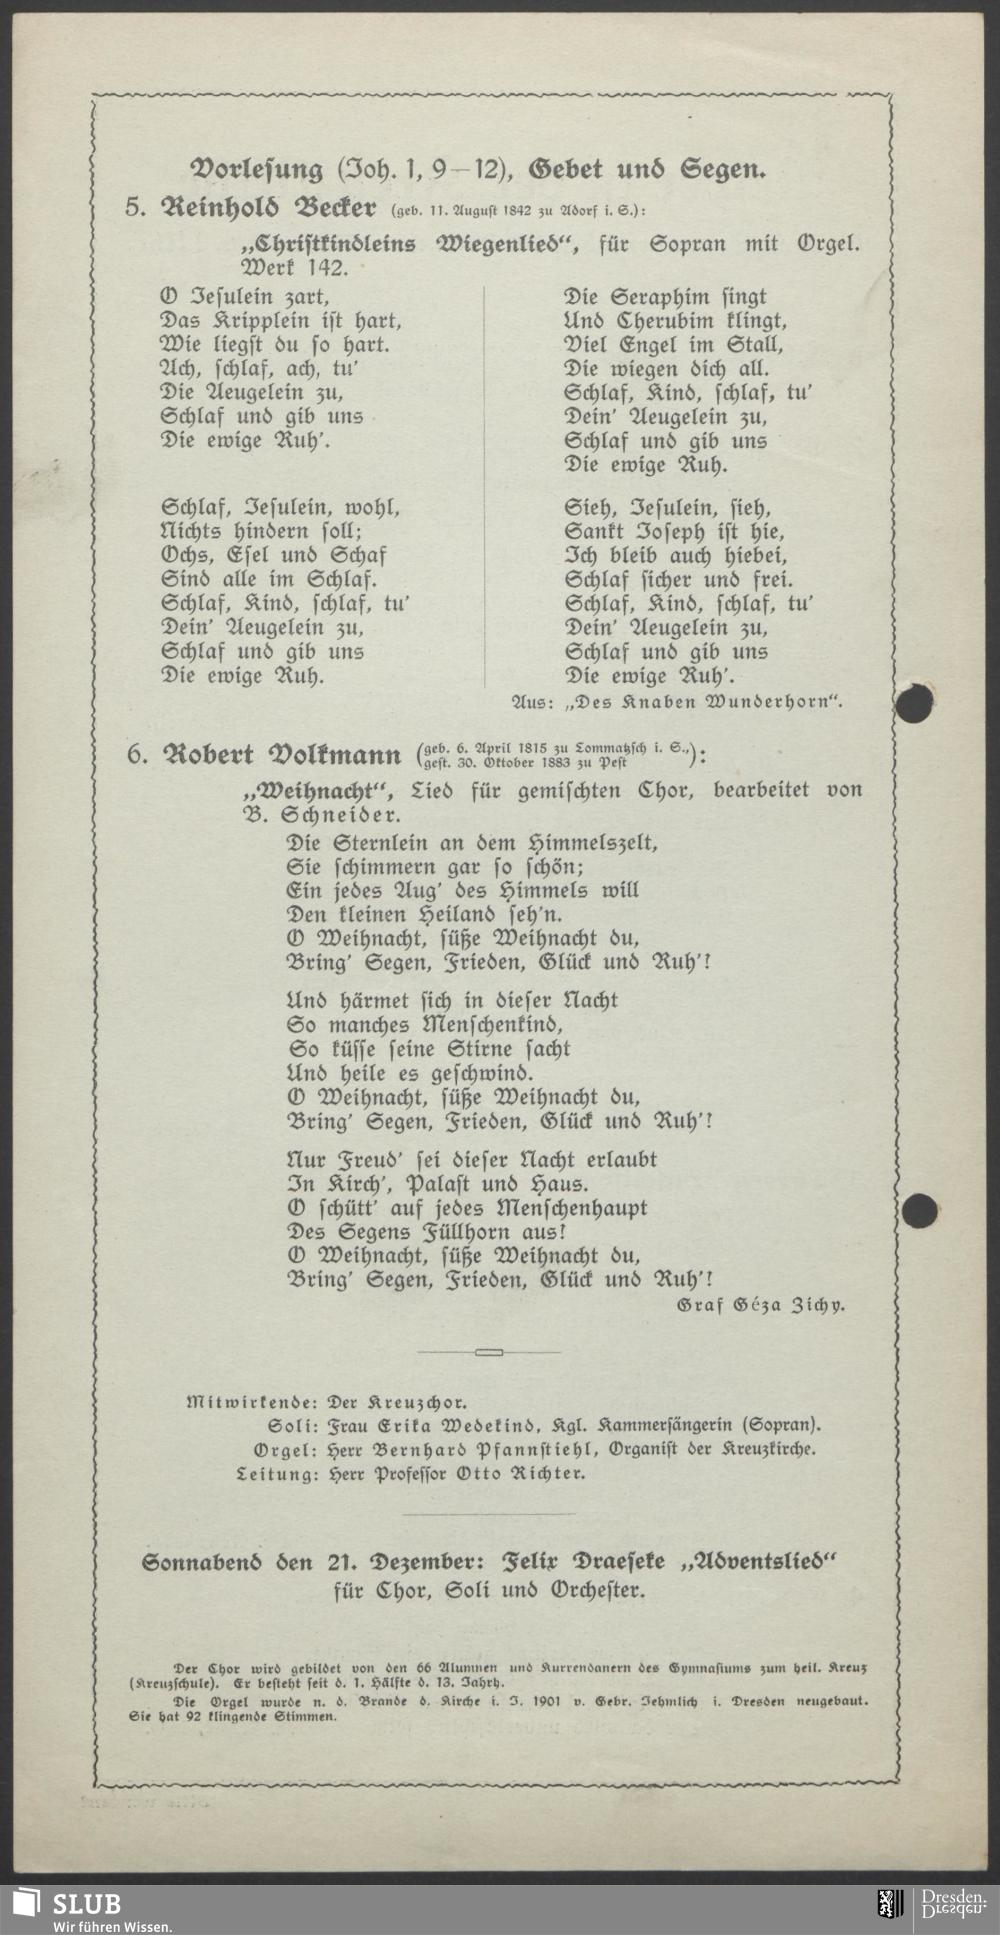 Vorlesung (Joh. 1, 9—12), Gebet und Segen.
5. Reinhold Becker (geb. 11. August 1842 zu Adorf i. S.):
„Christkindleins Wiegenlied“, für Sopran mit Orgel.
Werk 142.
O Jesulein zart,
Das Kripplein ist hart,
Wie liegst du so hart.
Ach, schlaf, ach, tu’
Die Aeugelein zu,
Schlaf und gib uns
Die ewige Ruh’.
Schlaf, Jesulein, wohl,
Nichts hindern soll;
Ochs, Esel und Schaf
Sind alle im Schlaf.
Schlaf, Kind, schlaf, tu’
Dein’ Aeugelein zu,
Schlaf und gib uns
Die ewige Ruh.
Die Seraphim singt
Und Cherubim klingt,
Viel Engel im Stall,
Die wiegen dich all.
Schlaf, Kind, schlaf, tu’
Dein’ Aeugelein zu,
Schlaf und gib uns
Die ewige Ruh.
Sieh, Jesulein, sieh,
Sankt Joseph ist hie,
Ich bleib auch hiebei,
Schlaf sicher und frei.
Schlaf, Kind, schlaf, tu’
Dein’ Aeugelein zu,
Schlaf und gib uns
Die ewige Ruh’.
Aus: „Des Knaben Wunderhorn“.
6. Robert Volkmann (geb. 6. April 1815 zu Lommatzsch i. S.,
gest. 30. Oktober 1883 zu Pest):
„Weihnacht“, Lied für gemischten Chor, bearbeitet von
B. Schneider.
Die Sternlein an dem Himmelszelt,
Sie schimmern gar so schön;
Ein jedes Aug’ des Himmels will
Den kleinen Heiland seh’n.
O Weihnacht, süße Weihnacht du,
Bring’ Segen, Frieden, Glück und Ruh’!
Und härmet sich in dieser Nacht
So manches Menschenkind,
So küsse seine Stirne sacht
Und heile es geschwind.
O Weihnacht, süße Weihnacht du,
Bring’ Segen, Frieden, Glück und Ruh’!
Nur Freud’ sei dieser Nacht erlaubt
In Kirch’, Palast und Haus.
O schütt’ auf jedes Menschenhaupt
Des Segens Füllhorn aus!
O Weihnacht, süße Weihnacht du,
Bring’ Segen, Frieden, Glück und Ruh’!
Graf Géza Zichy.
Mitwirkende: Der Kreuzchor.
Soli: Frau Erika Wedekind, Kgl. Kammersängerin (Sopran).
Orgel: Herr Bernhard Pfannstiehl, Organist der Kreuzkirche.
Leitung: Herr Professor Otto Richter.
Sonnabend den 21. Dezember: Felix Draeseke „Adventslied“
für Chor, Soli und Orchester.
Der Chor wird gebildet von den 66 Alumnen und Kurrendanern des Gymnasiums zum heil. Kreuz
(Kreuzschule). Er besteht seit d. 1. Hälfte d. 13. Jahrh.
Die Orgel wurde n. d. Brande d. Kirche i. J. 1901 v. Gebr. Jehmlich i. Dresden neugebaut.
Sie hat 92 klingende Stimmen.
SLUB
Wir führen Wissen.
Dresden.
Dresden.